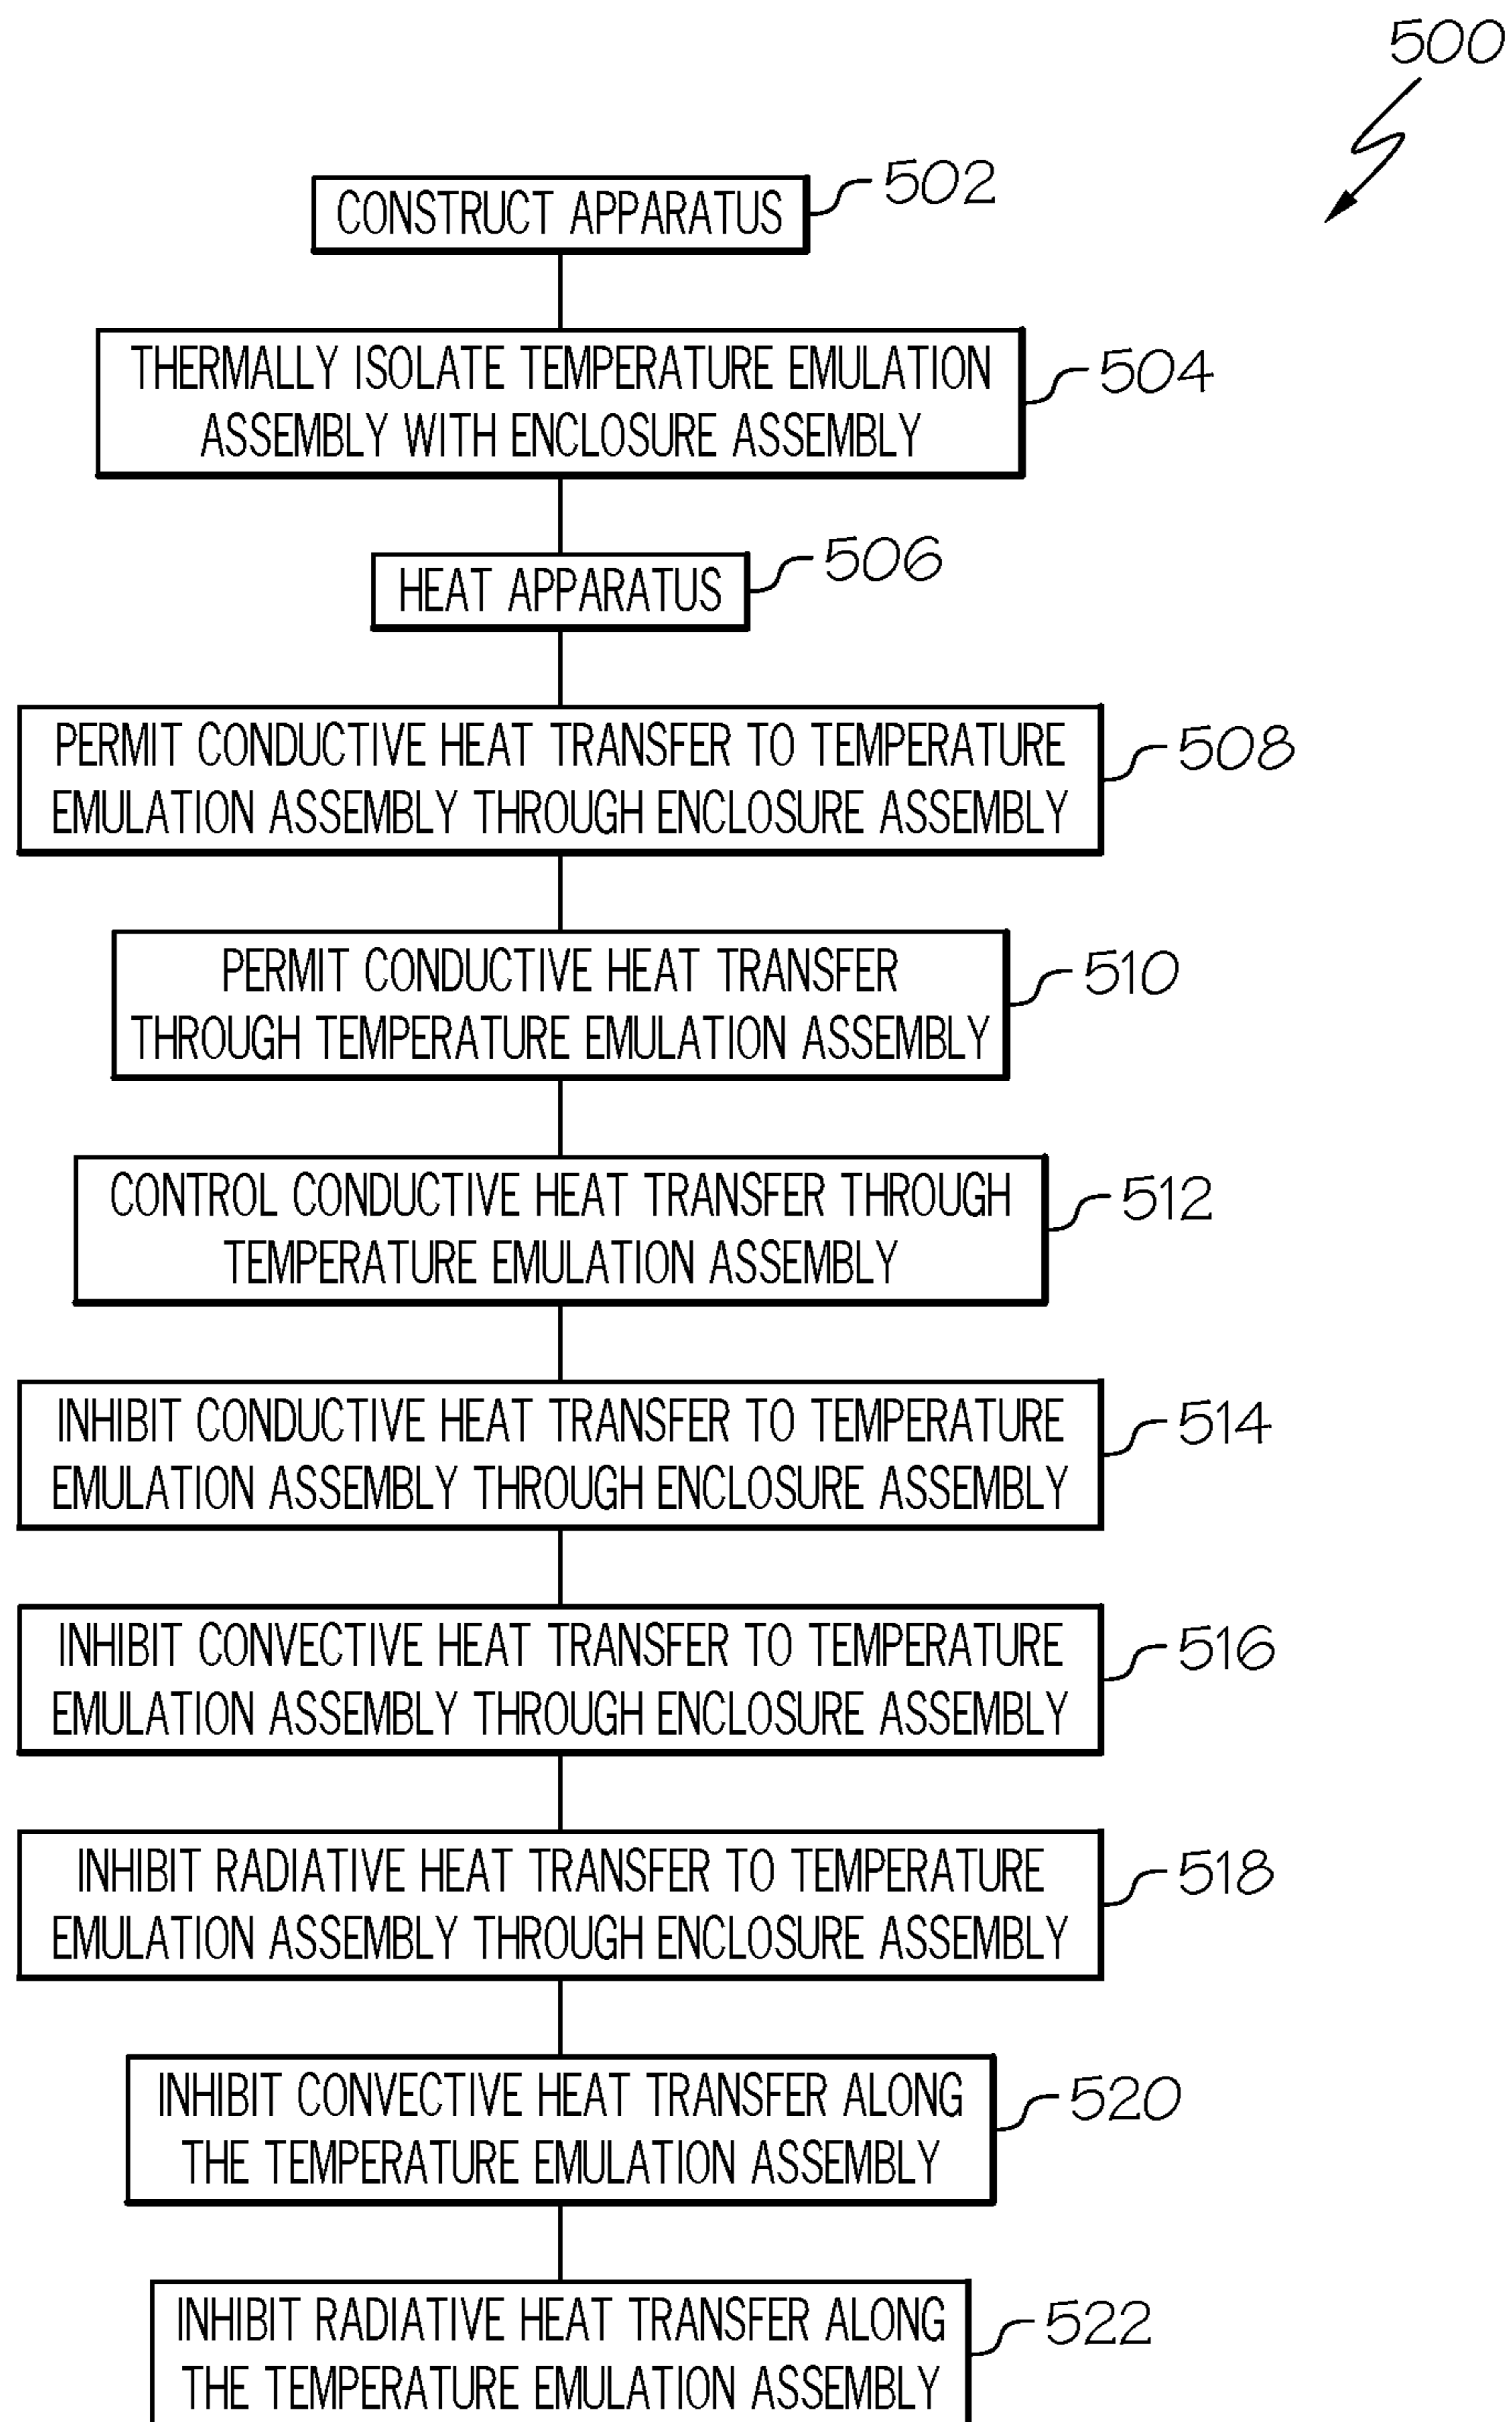 500
CONSTRUCT APPARATUS
502
THERMALLY ISOLATE TEMPERATURE EMULATION
ASSEMBLY WITH ENCLOSURE ASSEMBLY
504
HEAT APPARATUS
506
PERMIT CONDUCTIVE HEAT TRANSFER TO TEMPERATURE
EMULATION ASSEMBLY THROUGH ENCLOSURE ASSEMBLY
508
PERMIT CONDUCTIVE HEAT TRANSFER
THROUGH TEMPERATURE EMULATION ASSEMBLY
510
CONTROL CONDUCTIVE HEAT TRANSFER THROUGH
TEMPERATURE EMULATION ASSEMBLY
512
INHIBIT CONDUCTIVE HEAT TRANSFER TO TEMPERATURE
EMULATION ASSEMBLY THROUGH ENCLOSURE ASSEMBLY
514
INHIBIT CONVECTIVE HEAT TRANSFER TO TEMPERATURE
EMULATION ASSEMBLY THROUGH ENCLOSURE ASSEMBLY
516
INHIBIT RADIATIVE HEAT TRANSFER TO TEMPERATURE
EMULATION ASSEMBLY THROUGH ENCLOSURE ASSEMBLY
518
INHIBIT CONVECTIVE HEAT TRANSFER ALONG
THE TEMPERATURE EMULATION ASSEMBLY
520
INHIBIT RADIATIVE HEAT TRANSFER ALONG
THE TEMPERATURE EMULATION ASSEMBLY
522